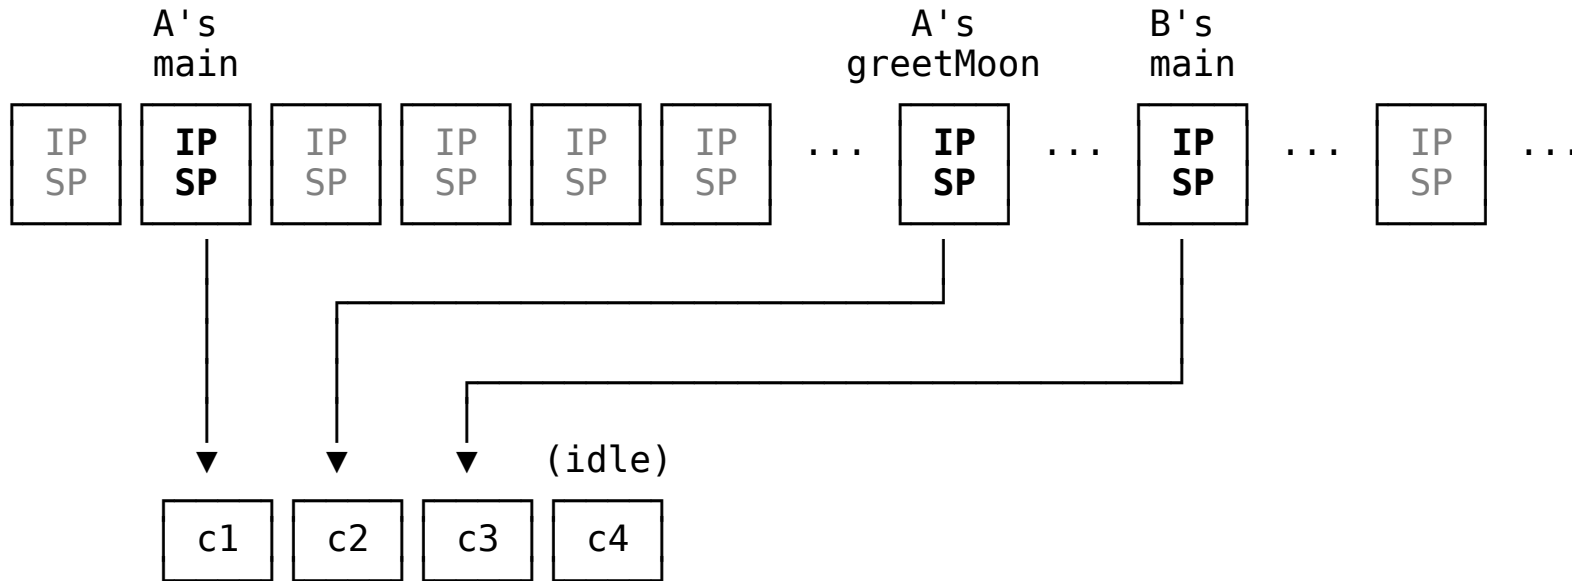 A's A's B's
main greetMoon main
IP IP IP IP IP IP ... IP ... IP ... IP ...
SP SP SP SP SP SP SP SP SP
(idle)
c1 c2 c3 c4